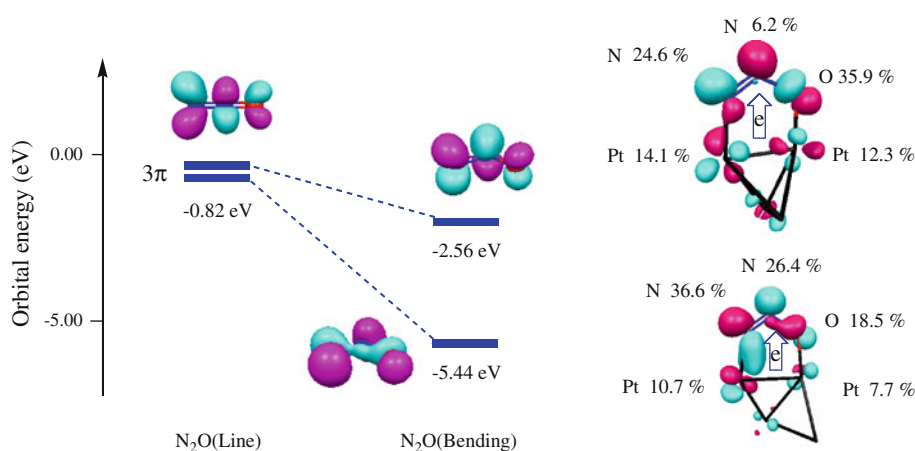 Orbital energy (eV)
0.00
-5.00
3π
-0.82 eV
-2.56 eV
-5.44 eV
N₂O(Line)
N₂O(Bending)
N 6.2 %
N 24.6 %
O 35.9 %
e
Pt 14.1 %
Pt 12.3 %
N 26.4 %
N 36.6 %
O 18.5 %
e
Pt 10.7 %
Pt 7.7 %